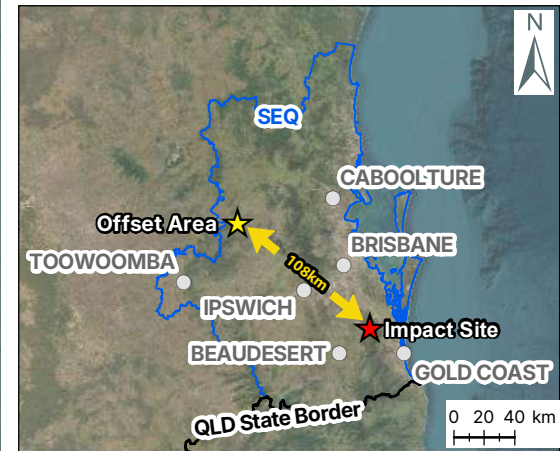 N
SEQ
CABOOLTURE
Offset Area
BRISBANE
TOOWOOMBA
108km
IPSWICH
Impact Site
BEAUDESERT
GOLD COAST
QLD State Border
0 20 40 km